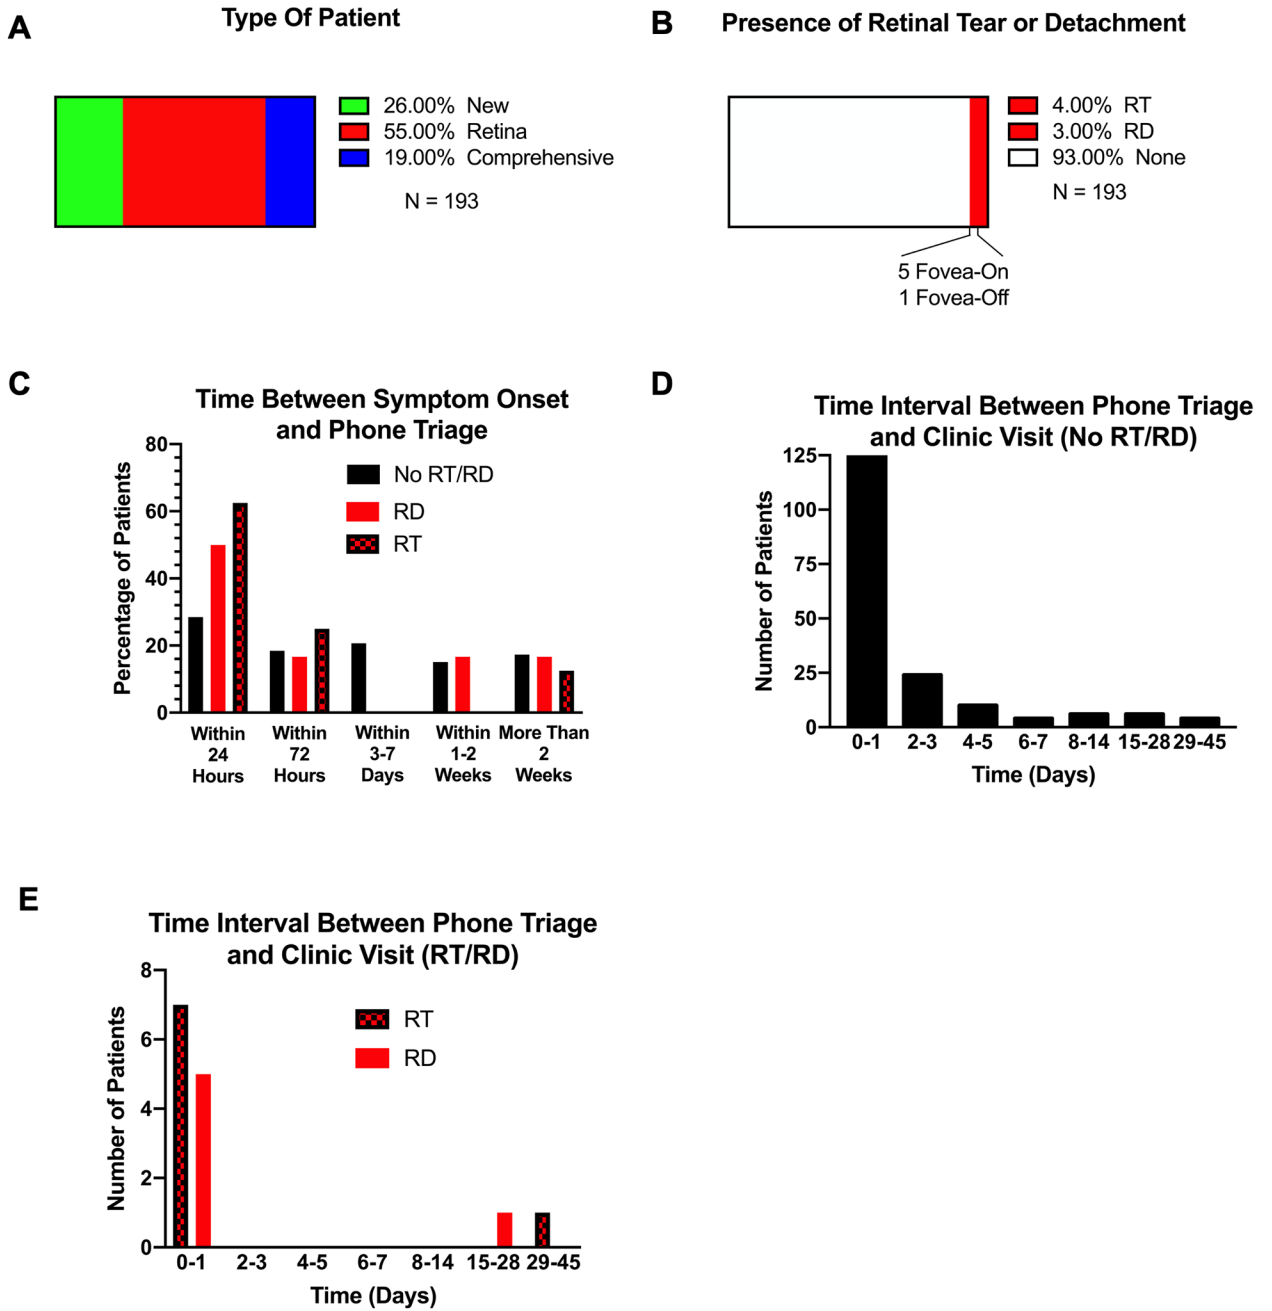 A
Type Of Patient
26.00% New
55.00% Retina
19.00% Comprehensive
N = 193
B
Presence of Retinal Tear or Detachment
4.00% RT
3.00% RD
93.00% None
N = 193
5 Fovea-On
1 Fovea-Off
C
Time Between Symptom Onset
and Phone Triage
Percentage of Patients
80
60
40
20
0
No RT/RD
RD
RT
Within
24
Hours
Within
72
Hours
Within
3-7
Days
Within
1-2
Weeks
More Than
2
Weeks
D
Time Interval Between Phone Triage
and Clinic Visit (No RT/RD)
Number of Patients
125
100
75
50
25
0
0-1 2-3 4-5 6-7 8-14 15-28 29-45
Time (Days)
E
Time Interval Between Phone Triage
and Clinic Visit (RT/RD)
Number of Patients
8
6
4
2
0
RT
RD
0-1 2-3 4-5 6-7 8-14 15-28 29-45
Time (Days)